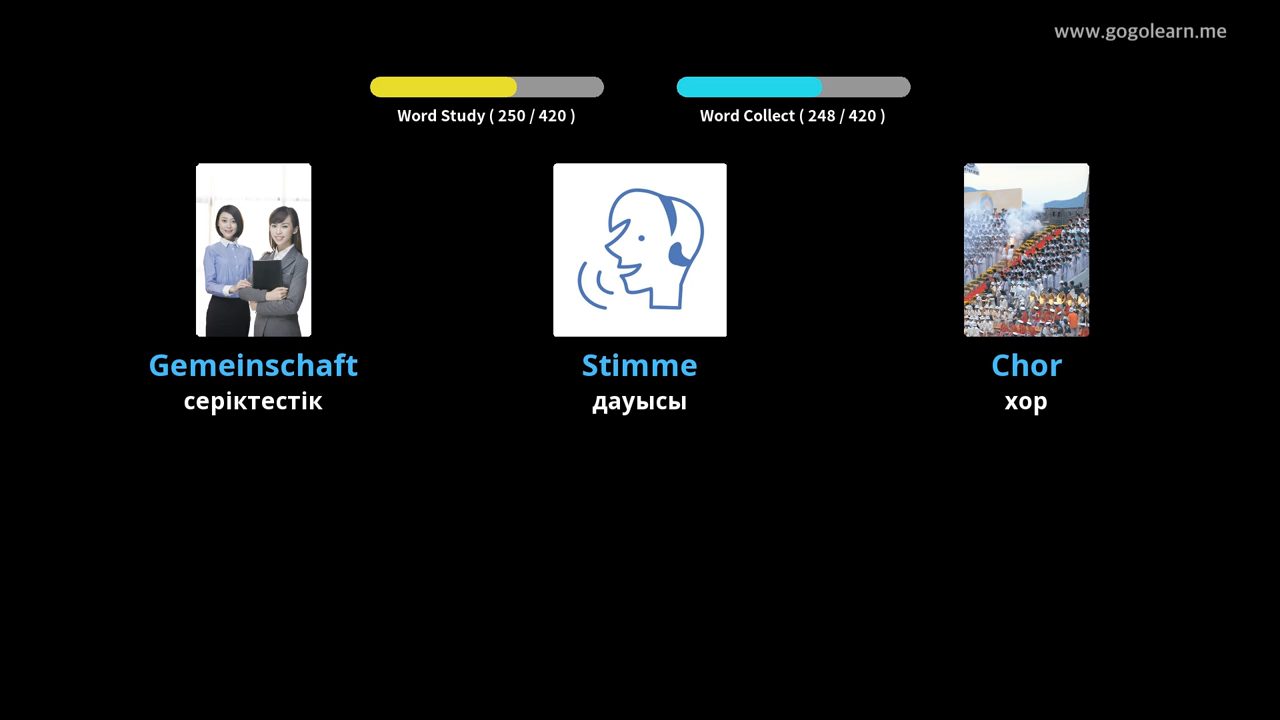 www.gogolearn.me
Word Study ( 250 / 420 )
Word Collect ( 248 / 420 )
Gemeinschaft
серіктестік
Stimme
дауысы
Chor
хор